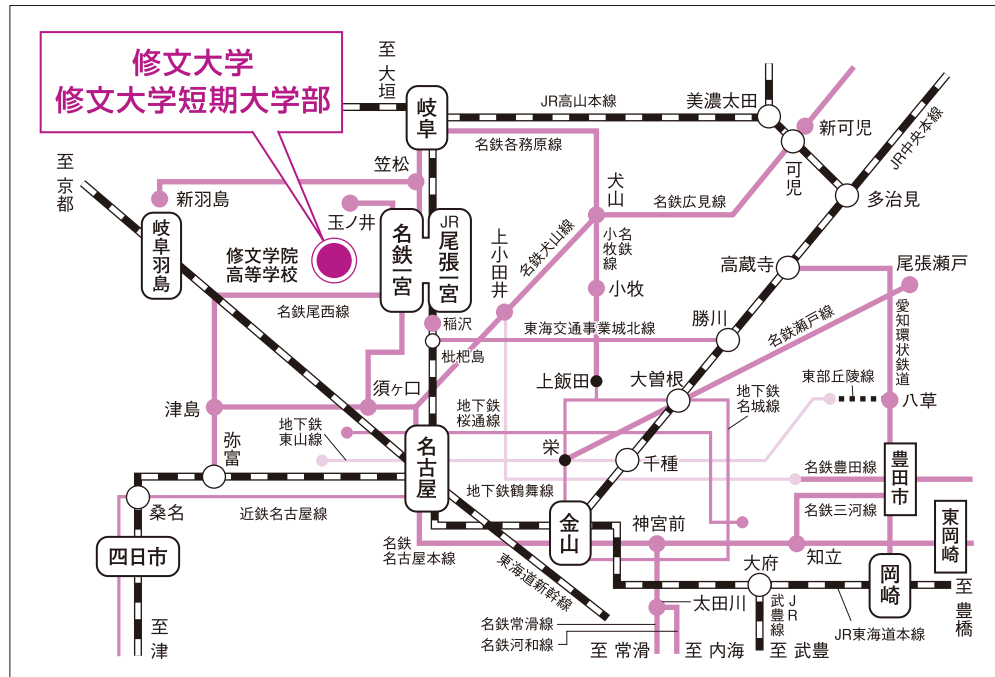 修文大学
修文大学短期大学部
至大垣
岐阜
JR高山本線
美濃太田
新可児
JR中央本線
名鉄各務原線
笠松
可児
至京都
新羽島
玉ノ井
犬山
名鉄広見線
多治見
岐阜羽島
修文学院
高等学校
名鉄一宮
JR
尾張一宮
上小田井
名鉄犬山線
名鉄
小牧線
高蔵寺
尾張瀬戸
小牧
名鉄尾西線
稲沢
東海交通事業城北線
勝川
名鉄瀬戸線
愛知環状鉄道
枇杷島
須ヶ口
上飯田
大曽根
地下鉄
名城線
東部丘陵線
八草
津島
地下鉄
東山線
地下鉄
桜通線
弥富
名古屋
栄
千種
名鉄豊田線
豊田市
地下鉄鶴舞線
桑名
近鉄名古屋線
金山
名鉄三河線
東岡崎
四日市
名鉄
名古屋本線
神宮前
知立
東海道新幹線
大府
岡崎
太田川
JR
武豊線
至豊橋
至津
名鉄常滑線
名鉄河和線
JR東海道本線
至 常滑
至 内海
至 武豊